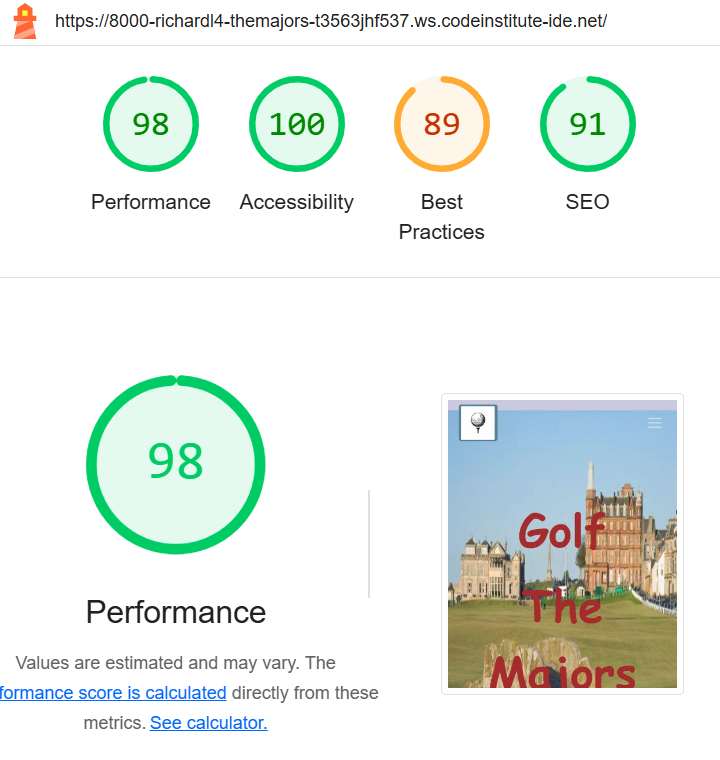 https://8000-richardl4-themajors-t3563jhf537.ws.codeinstitute-ide.net/
98
100
89
91
Performance
Accessibility
Best
Practices
SEO
98
Performance
Values are estimated and may vary. The
formance score is calculated directly from these
metrics. See calculator.
Golf
The
Majors